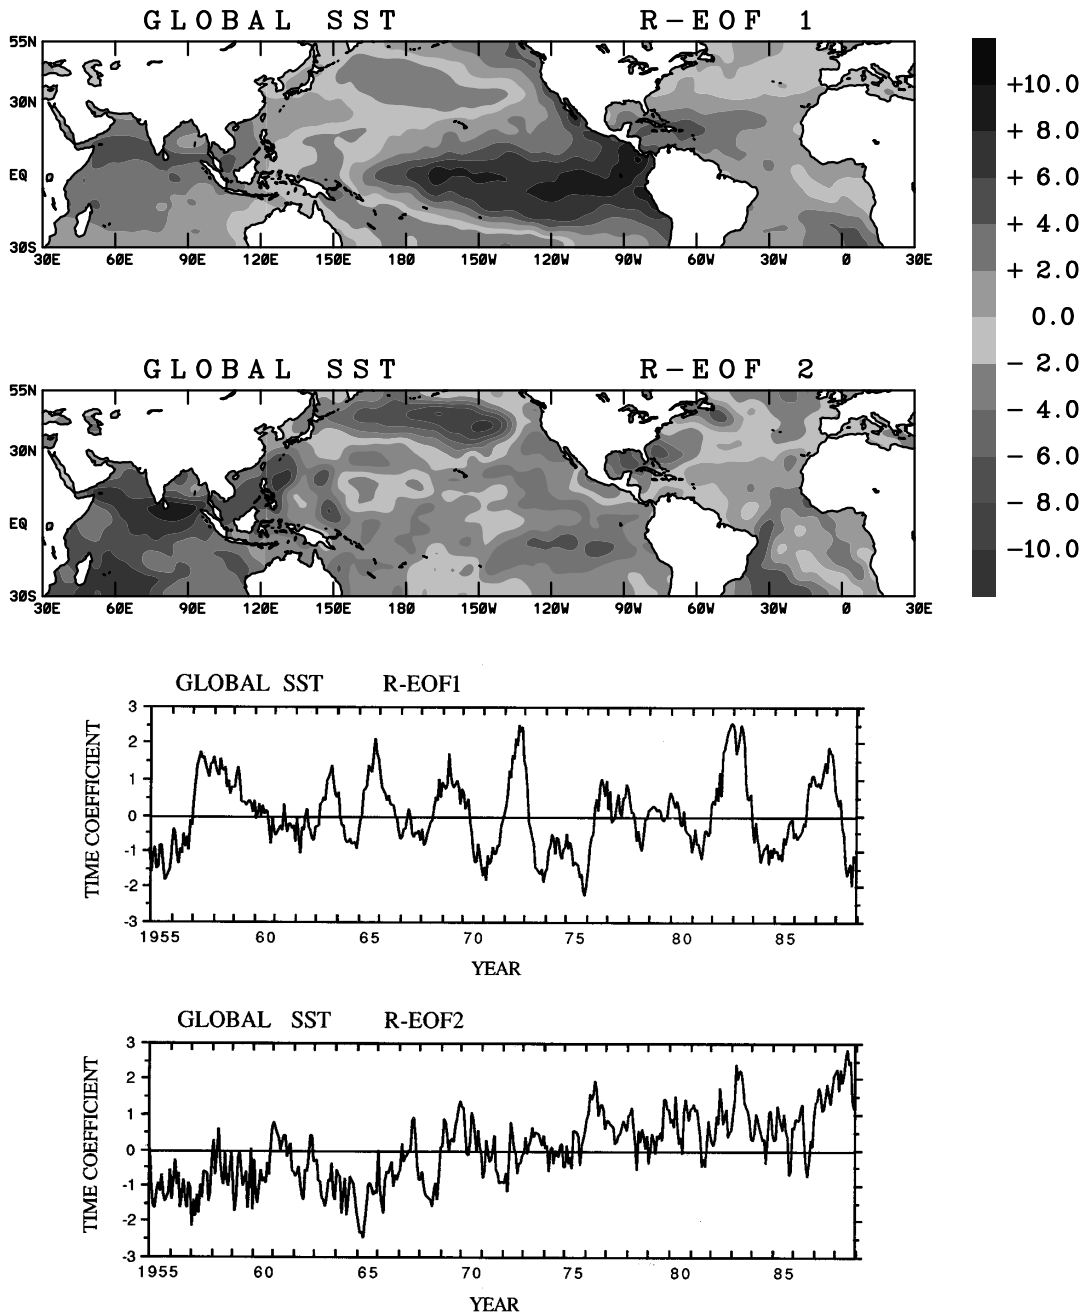 GLOBAL SST R-EOF 1
55N
30N
EQ
30S
30E 60E 90E 120E 150E 180 150W 120W 90W 60W 30W 0 30E
+10.0
+ 8.0
+ 6.0
+ 4.0
+ 2.0
0.0
- 2.0
- 4.0
- 6.0
- 8.0
-10.0
GLOBAL SST R-EOF 2
55N
30N
EQ
30S
30E 60E 90E 120E 150E 180 150W 120W 90W 60W 30W 0 30E
GLOBAL SST R-EOF1
TIME COEFFICIENT
3
2
1
0
-1
-2
-3
1955 60 65 70 75 80 85
YEAR
GLOBAL SST R-EOF2
TIME COEFFICIENT
3
2
1
0
-1
-2
-3
1955 60 65 70 75 80 85
YEAR